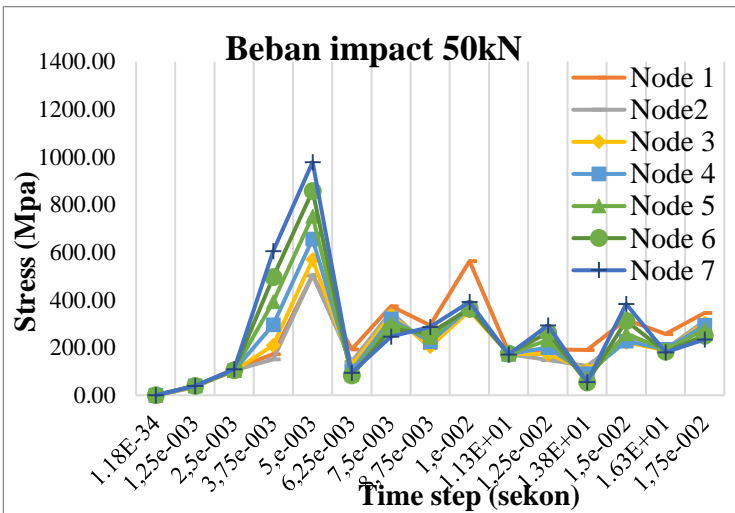 Beban impact 50kN
1400.00
1200.00
1000.00
800.00
600.00
400.00
200.00
0.00
Stress (Mpa)
Node 1
Node2
Node 3
Node 4
Node 5
Node 6
Node 7
1.18E-34
1,25e-003
2,5e-003
3,75e-003
5,e-003
6,25e-003
7,5e-003
8,75e-003
1,e-002
1.13E+01
1,25e-002
1.38E+01
1,5e-002
1.63E+01
1,75e-002
Time step (sekon)